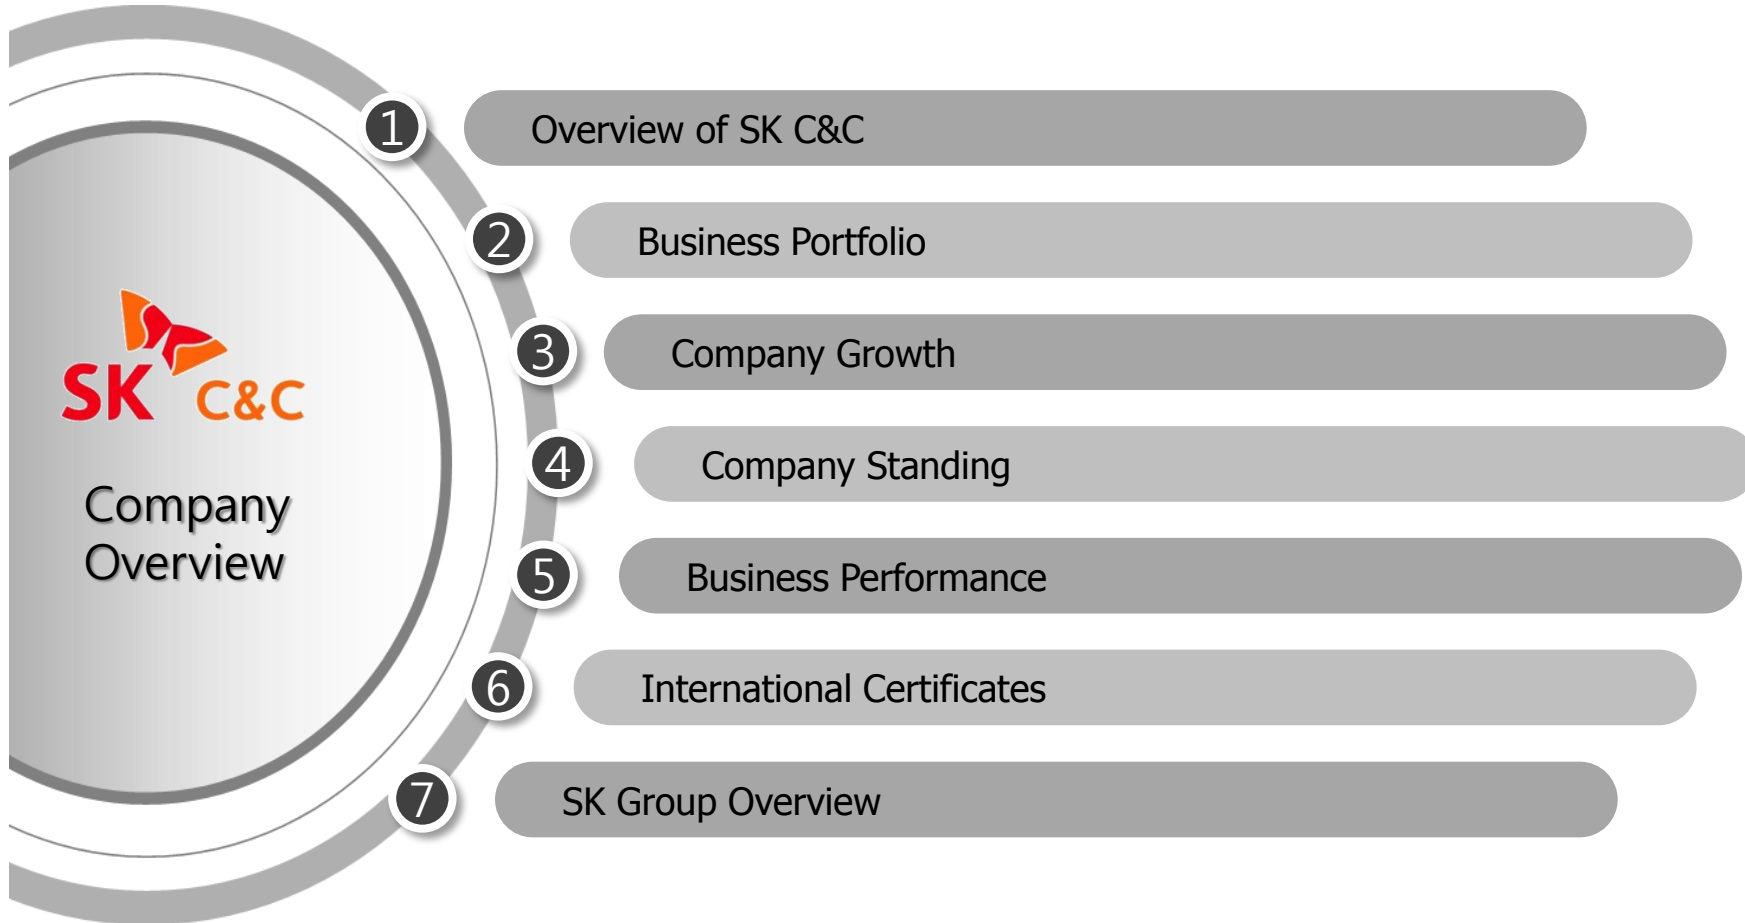 SK C&C
Company
Overview
1 Overview of SK C&C
2 Business Portfolio
3 Company Growth
4 Company Standing
5 Business Performance
6 International Certificates
7 SK Group Overview